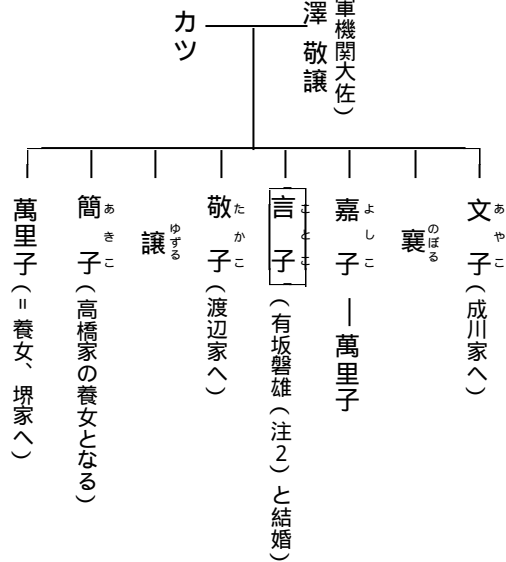 軍機関大佐)
澤 敬譲
カツ
文子(成川家へ)
あやこ
襄
のぼる
嘉子―萬里子
よしこ
言子(有坂磐雄(注2)と結婚)
ことこ
敬子(渡辺家へ)
たかこ
譲
ゆずる
簡子(高橋家の養女となる)
あきこ
萬里子(=養女、堺家へ)